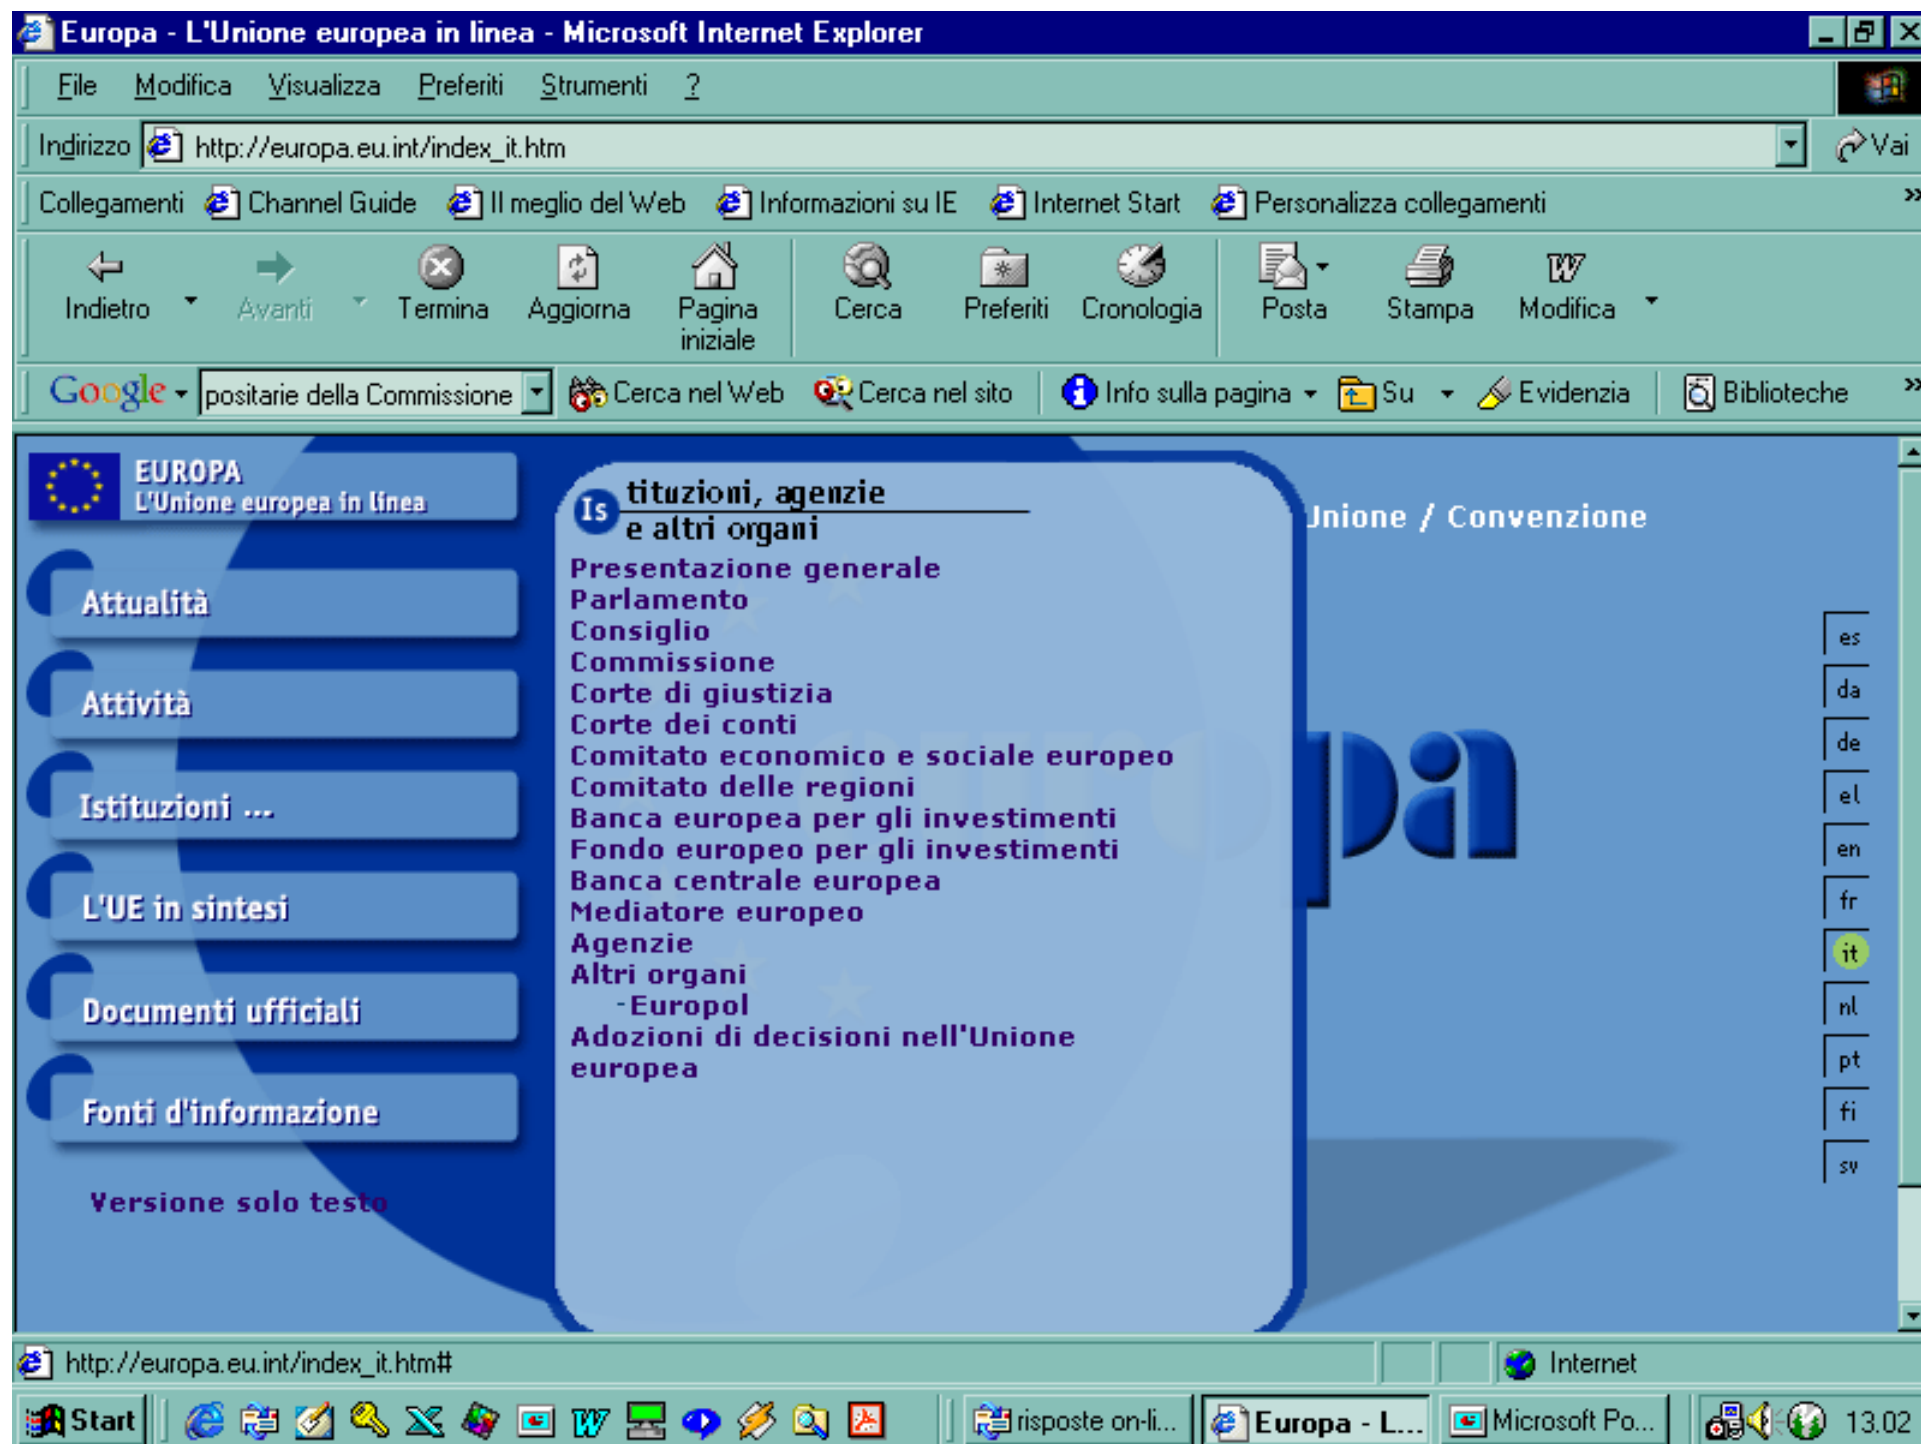 Europa - L'Unione europea in linea - Microsoft Internet Explorer
File Modifica Visualizza Preferiti Strumenti ?
Indirizzo http://europa.eu.int/index_it.htm Vai
Collegamenti Channel Guide Il meglio del Web Informazioni su IE Internet Start Personalizza collegamenti »
Indietro Avanti Termina Aggiorna Pagina iniziale Cerca Preferiti Cronologia Posta Stampa Modifica
Google positarie della Commissione Cerca nel Web Cerca nel sito Info sulla pagina Su Evidenzia Biblioteche »
EUROPA
L'Unione europea in linea
Attualità
Attività
Istituzioni ...
L'UE in sintesi
Documenti ufficiali
Fonti d'informazione
Versione solo testo
Istituzioni, agenzie
e altri organi
Presentazione generale
Parlamento
Consiglio
Commissione
Corte di giustizia
Corte dei conti
Comitato economico e sociale europeo
Comitato delle regioni
Banca europea per gli investimenti
Fondo europeo per gli investimenti
Banca centrale europea
Mediatore europeo
Agenzie
Altri organi
-Europol
Adozioni di decisioni nell'Unione
europea
Unione / Convenzione
europa
es
da
de
el
en
fr
it
nl
pt
fi
sv
http://europa.eu.int/index_it.htm# Internet
Start risposte on-li... Europa - L... Microsoft Po... 13.02